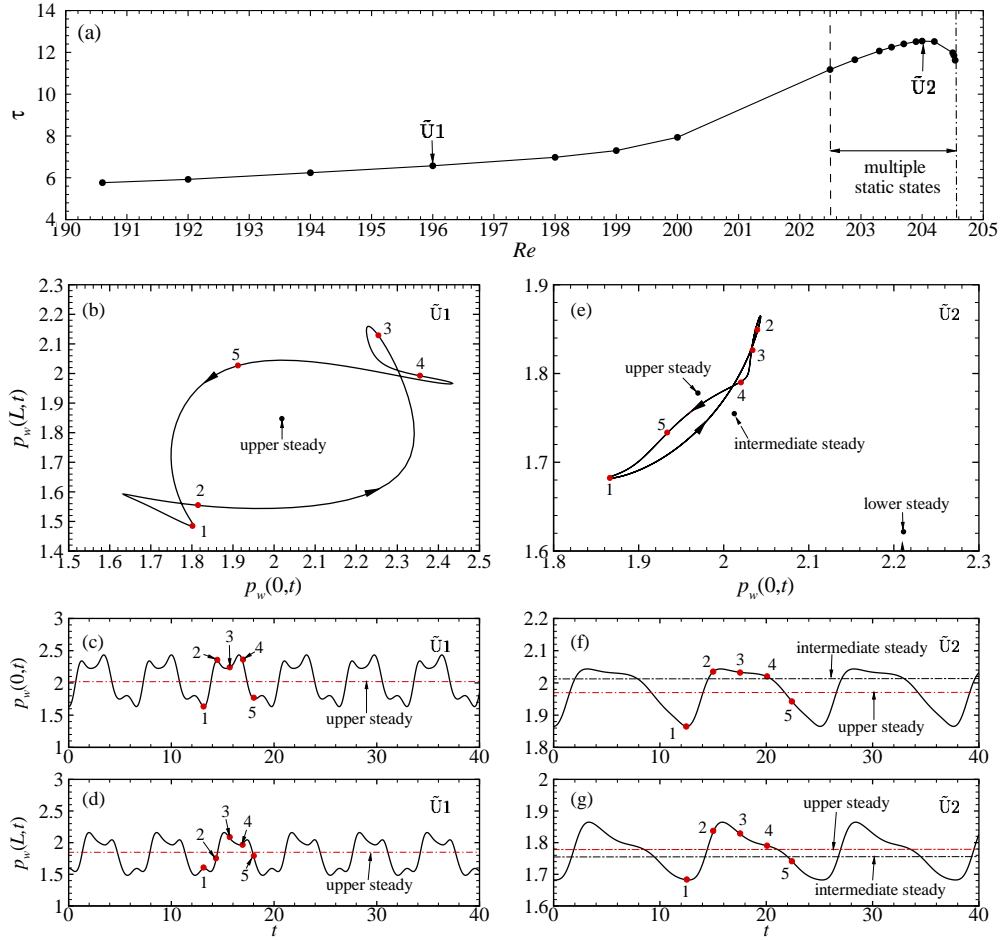 (a)
14
12
10
8
6
4
τ
Ũ1
Ũ2
multiple
static states
190 191 192 193 194 195 196 197 198 199 200 201 202 203 204 205
Re
(b)
Ũ1
2.3
2.2
2.1
2
1.9
1.8
1.7
1.6
1.5
1.4
p_w(L,t)
3
5
4
upper steady
2
1
1.5 1.6 1.7 1.8 1.9 2 2.1 2.2 2.3 2.4 2.5
p_w(0,t)
(e)
Ũ2
1.9
1.8
1.7
1.6
2
3
upper steady
4
5
intermediate steady
1
lower steady
1.8 1.9 2 2.1 2.2 2.3
p_w(0,t)
(c)
Ũ1
3
2.5
2
1.5
1
p_w(0,t)
3
2
4
1
5
upper steady
0 10 20 30 40
(f)
Ũ2
2.2
2.1
2
1.9
1.8
intermediate steady
2
3
4
5
upper steady
1
0 10 20 30 40
(d)
Ũ1
3
2.5
2
1.5
1
p_w(L,t)
3
4
2
1
5
upper steady
0 10 20 30 40
t
(g)
Ũ2
2
1.9
1.8
1.7
1.6
upper steady
2
3
4
5
1
intermediate steady
0 10 20 30 40
t